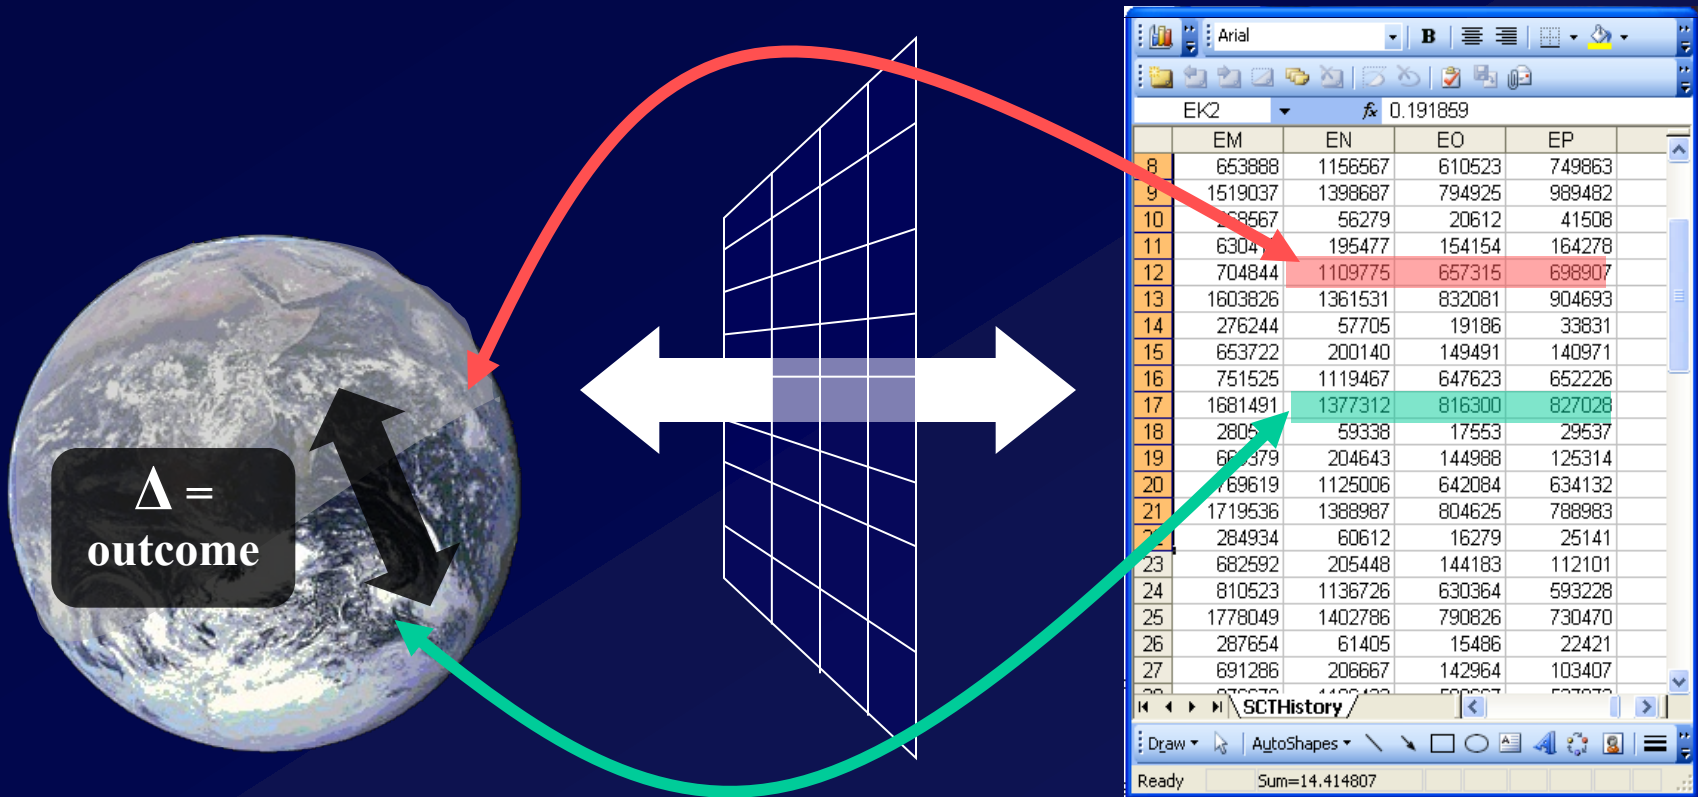 Δ =
outcome
Arial B
EK2 fx 0.191859
EM EN EO EP
8 653888 1156567 610523 749863
9 1519037 1398687 794925 989482
10 268567 56279 20612 41508
11 195477 154154 164278
12 704844 1109775 657315 698907
13 1603826 1361531 832081 904693
14 276244 57705 19186 33831
15 653722 200140 149491 140971
16 751525 1119467 647623 652226
17 1681491 1377312 816300 827028
18 59338 17553 29537
19 204643 144988 125314
20 769619 1125006 642084 634132
21 1719536 1388987 804625 788983
22 284934 60612 16279 25141
23 682592 205448 144183 112101
24 810523 1136726 630364 593228
25 1778049 1402786 790826 730470
26 287654 61405 15486 22421
27 691286 206667 142964 103407
SCTHistory
Draw AutoShapes
Ready Sum=14.414807